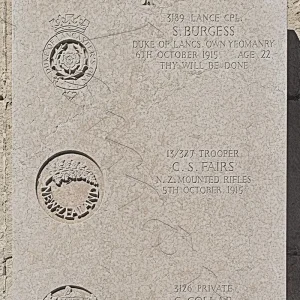 3189 LANCE CPL.
S. BURGESS
DUKE OF LANCS. OWN YEOMANRY
6TH OCTOBER 1915 AGE 22
THY WILL BE DONE
13/327 TROOPER
C. S. FAIRS
N. Z. MOUNTED RIFLES
5TH OCTOBER 1915
NEW ZEALAND
3126 PRIVATE